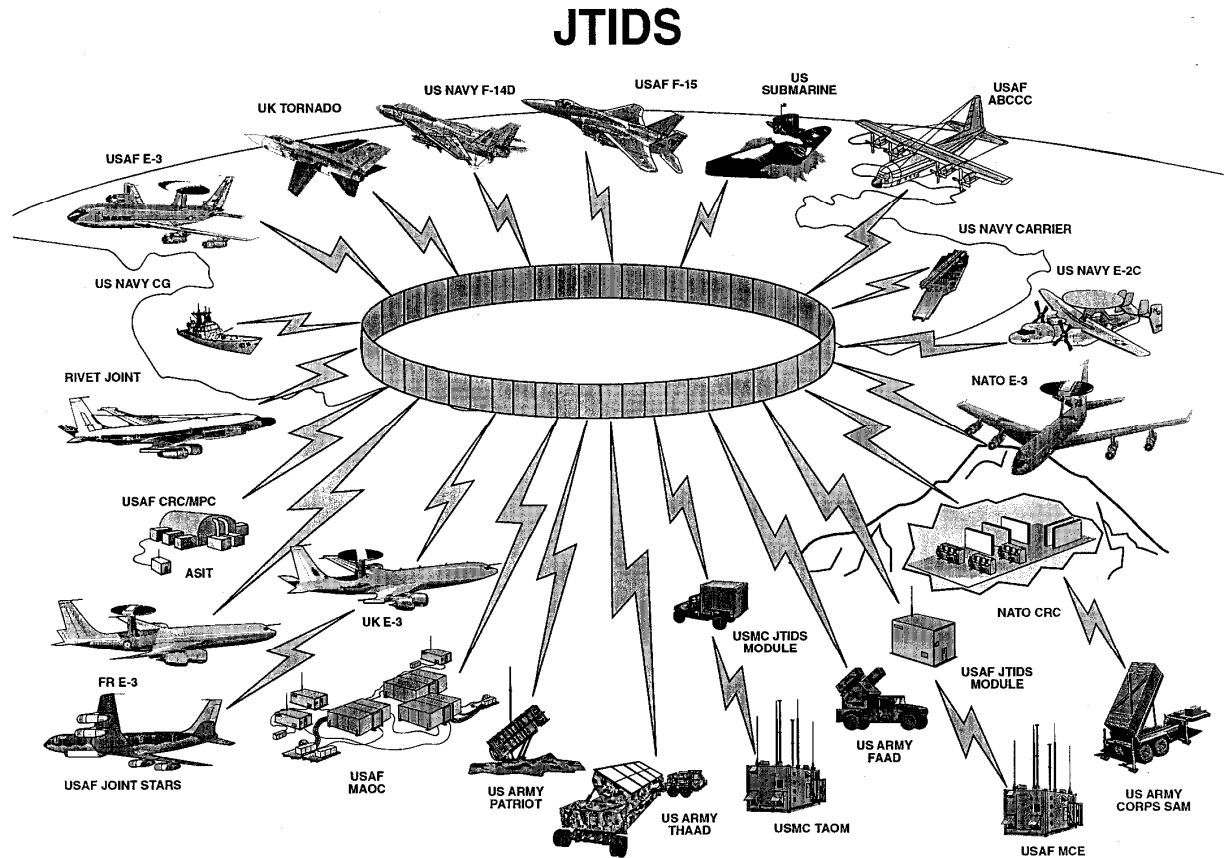 JTIDS
USAF E-3
UK TORNADO
US NAVY F-14D
USAF F-15
US
SUBMARINE
USAF
ABCCC
US NAVY CARRIER
US NAVY E-2C
US NAVY CG
RIVET JOINT
NATO E-3
USAF CRC/MPC
ASIT
UK E-3
NATO CRC
USMC JTIDS
MODULE
USAF JTIDS
MODULE
FR E-3
USAF JOINT STARS
USAF
MAOC
US ARMY
PATRIOT
US ARMY
THAAD
USMC TAOM
US ARMY
FAAD
USAF MCE
US ARMY
CORPS SAM